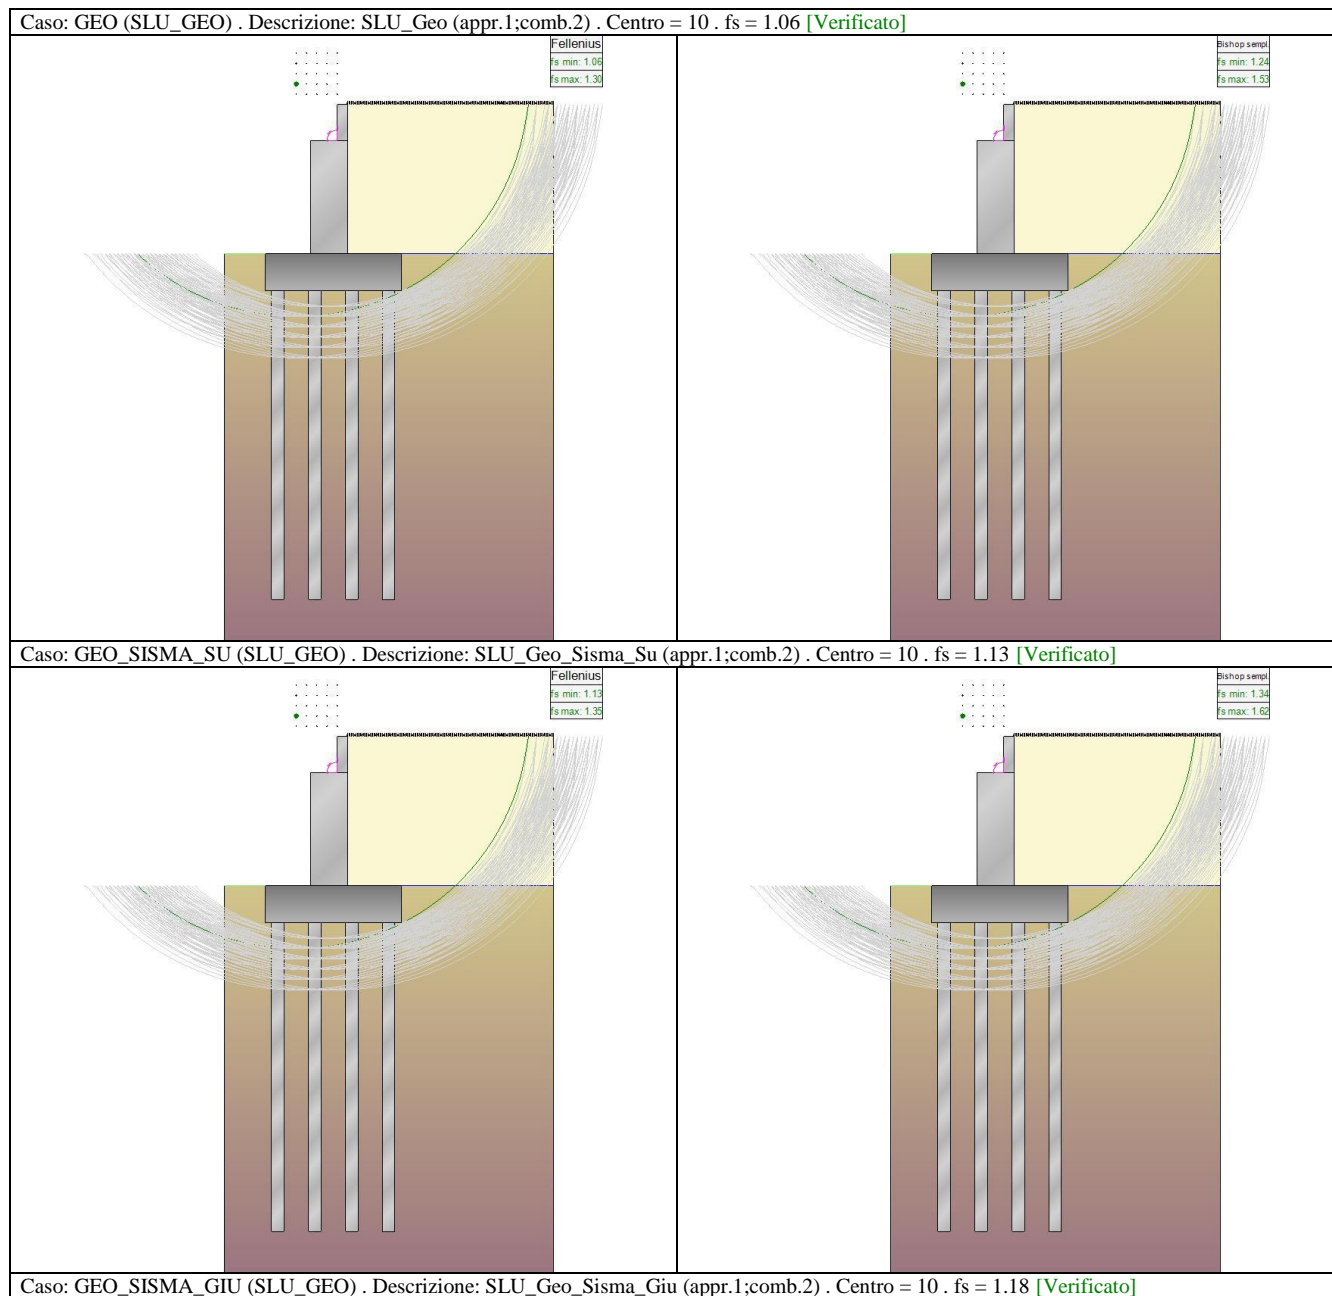 Caso: GEO (SLU_GEO) . Descrizione: SLU_Geo (appr.1;comb.2) . Centro = 10 . fs = 1.06 [Verificato]
Fellenius
fs min: 1.06
fs max: 1.30
Bishop sempl.
fs min: 1.24
fs max: 1.53
Caso: GEO_SISMA_SU (SLU_GEO) . Descrizione: SLU_Geo_Sisma_Su (appr.1;comb.2) . Centro = 10 . fs = 1.13 [Verificato]
Fellenius
fs min: 1.13
fs max: 1.35
Bishop sempl.
fs min: 1.34
fs max: 1.62
Caso: GEO_SISMA_GIU (SLU_GEO) . Descrizione: SLU_Geo_Sisma_Giu (appr.1;comb.2) . Centro = 10 . fs = 1.18 [Verificato]